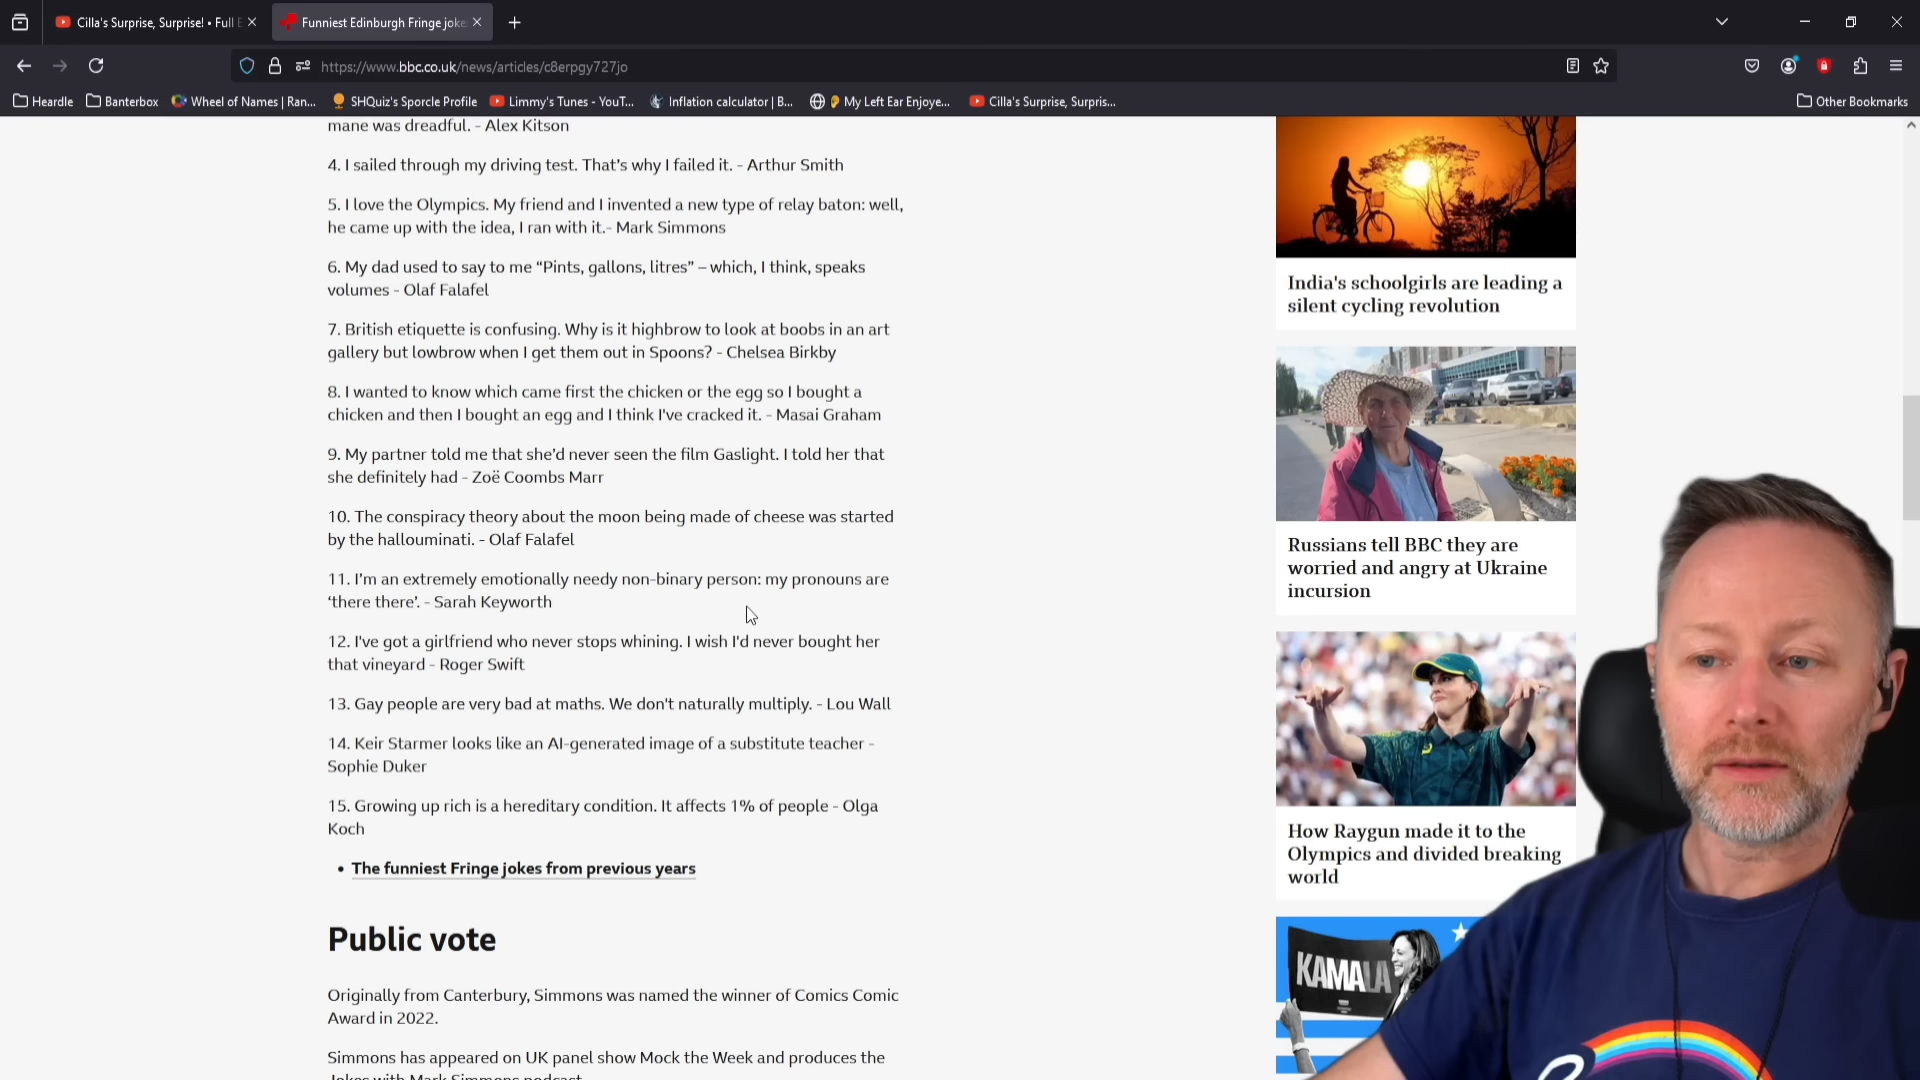 Cilla's Surprise, Surprise! • Full E
Funniest Edinburgh Fringe joke
https://www.bbc.co.uk/news/articles/c8erpgy727jo
Heardle
Banterbox
Wheel of Names | Ran...
SHQuiz's Sporcle Profile
Limmy's Tunes - YouT...
Inflation calculator | B...
My Left Ear Enjoye...
Cilla's Surprise, Surpris...
Other Bookmarks
mane was dreadful. - Alex Kitson
4. I sailed through my driving test. That’s why I failed it. - Arthur Smith
5. I love the Olympics. My friend and I invented a new type of relay baton: well,
he came up with the idea, I ran with it.- Mark Simmons
6. My dad used to say to me “Pints, gallons, litres” – which, I think, speaks
volumes - Olaf Falafel
7. British etiquette is confusing. Why is it highbrow to look at boobs in an art
gallery but lowbrow when I get them out in Spoons? - Chelsea Birkby
8. I wanted to know which came first the chicken or the egg so I bought a
chicken and then I bought an egg and I think I've cracked it. - Masai Graham
9. My partner told me that she’d never seen the film Gaslight. I told her that
she definitely had - Zoë Coombs Marr
10. The conspiracy theory about the moon being made of cheese was started
by the hallouminati. - Olaf Falafel
11. I’m an extremely emotionally needy non-binary person: my pronouns are
‘there there’. - Sarah Keyworth
12. I've got a girlfriend who never stops whining. I wish I'd never bought her
that vineyard - Roger Swift
13. Gay people are very bad at maths. We don't naturally multiply. - Lou Wall
14. Keir Starmer looks like an AI-generated image of a substitute teacher -
Sophie Duker
15. Growing up rich is a hereditary condition. It affects 1% of people - Olga
Koch
• The funniest Fringe jokes from previous years
Public vote
Originally from Canterbury, Simmons was named the winner of Comics Comic
Award in 2022.
Simmons has appeared on UK panel show Mock the Week and produces the
Jokes with Mark Simmons podcast.
India's schoolgirls are leading a
silent cycling revolution
Russians tell BBC they are
worried and angry at Ukraine
incursion
How Raygun made it to the
Olympics and divided breaking
world
KAMALA